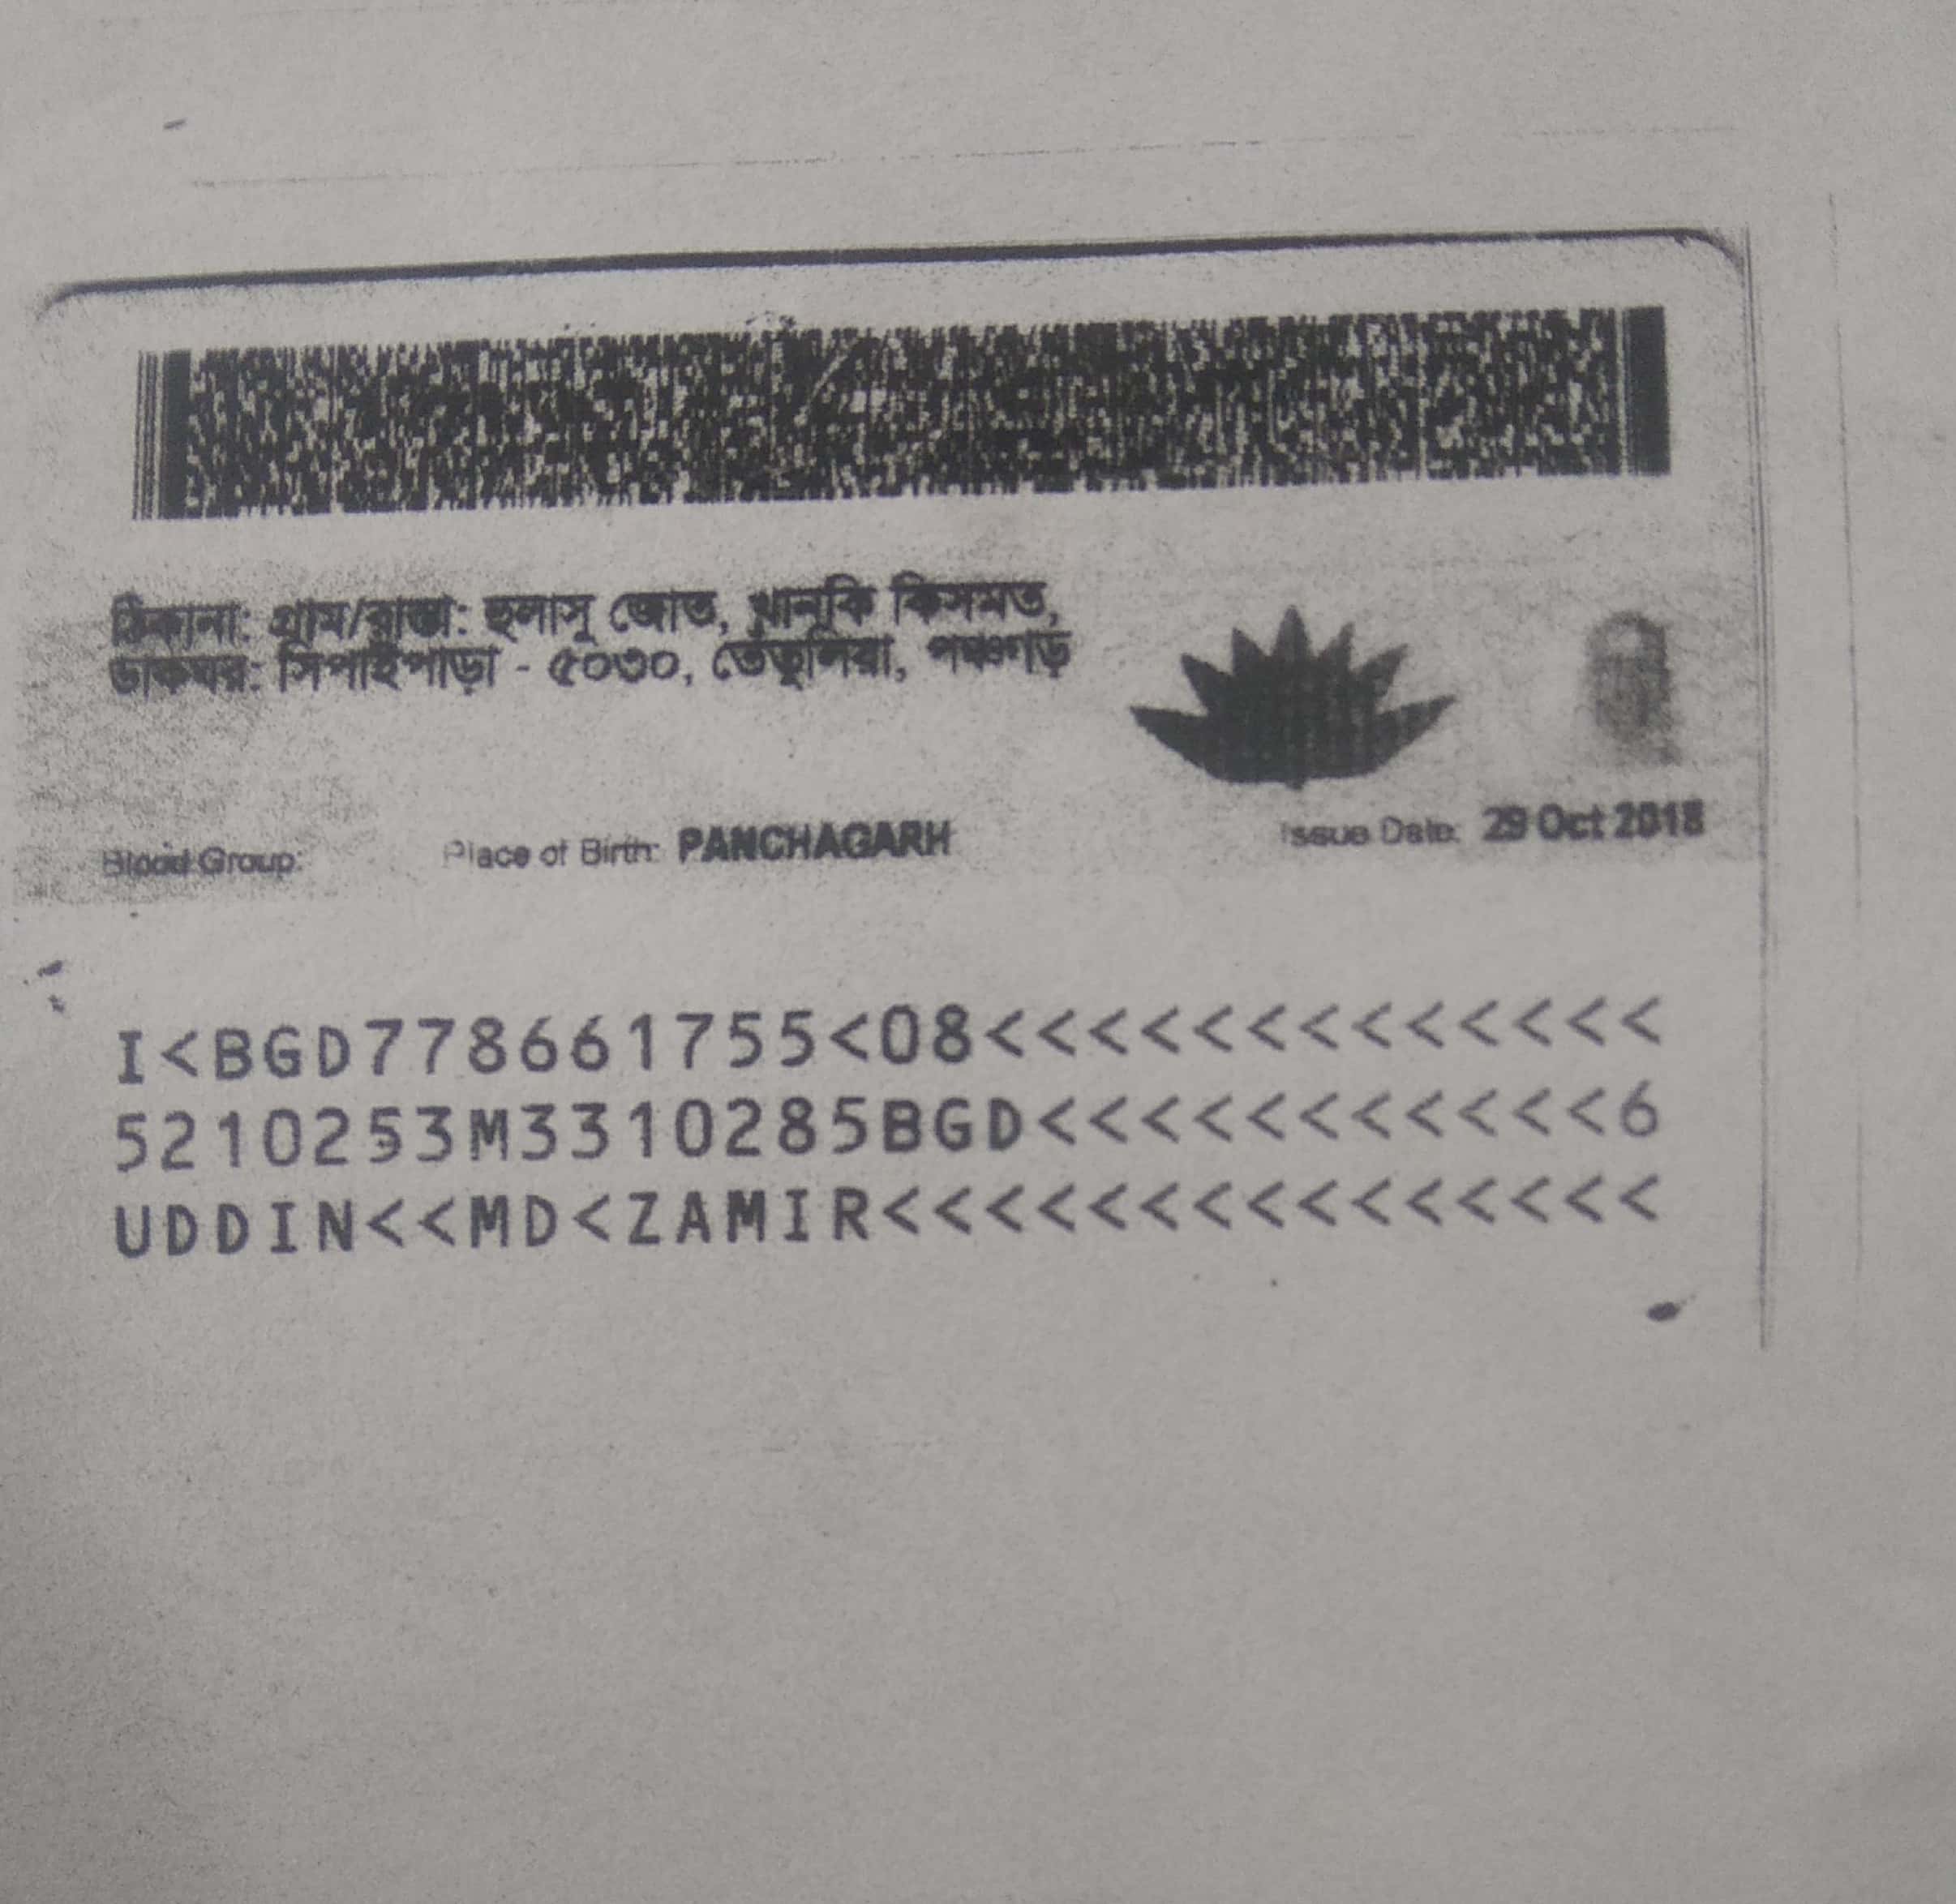 ঠিকানা: গ্রাম/রাস্তা: হুলাসু জোত, খানকি কিসমত,
ডাকঘর: সিপাইপাড়া - ৫০৩০, তেঁতুলিয়া, পঞ্চগড়
Blood Group: Place of Birth: PANCHAGARH Issue Date: 29 Oct 2018
I<BGD778661755<08<<<<<<<<<<<<<
5210253M3310285BGD<<<<<<<<<<<6
UDDIN<<MD<ZAMIR<<<<<<<<<<<<<<<